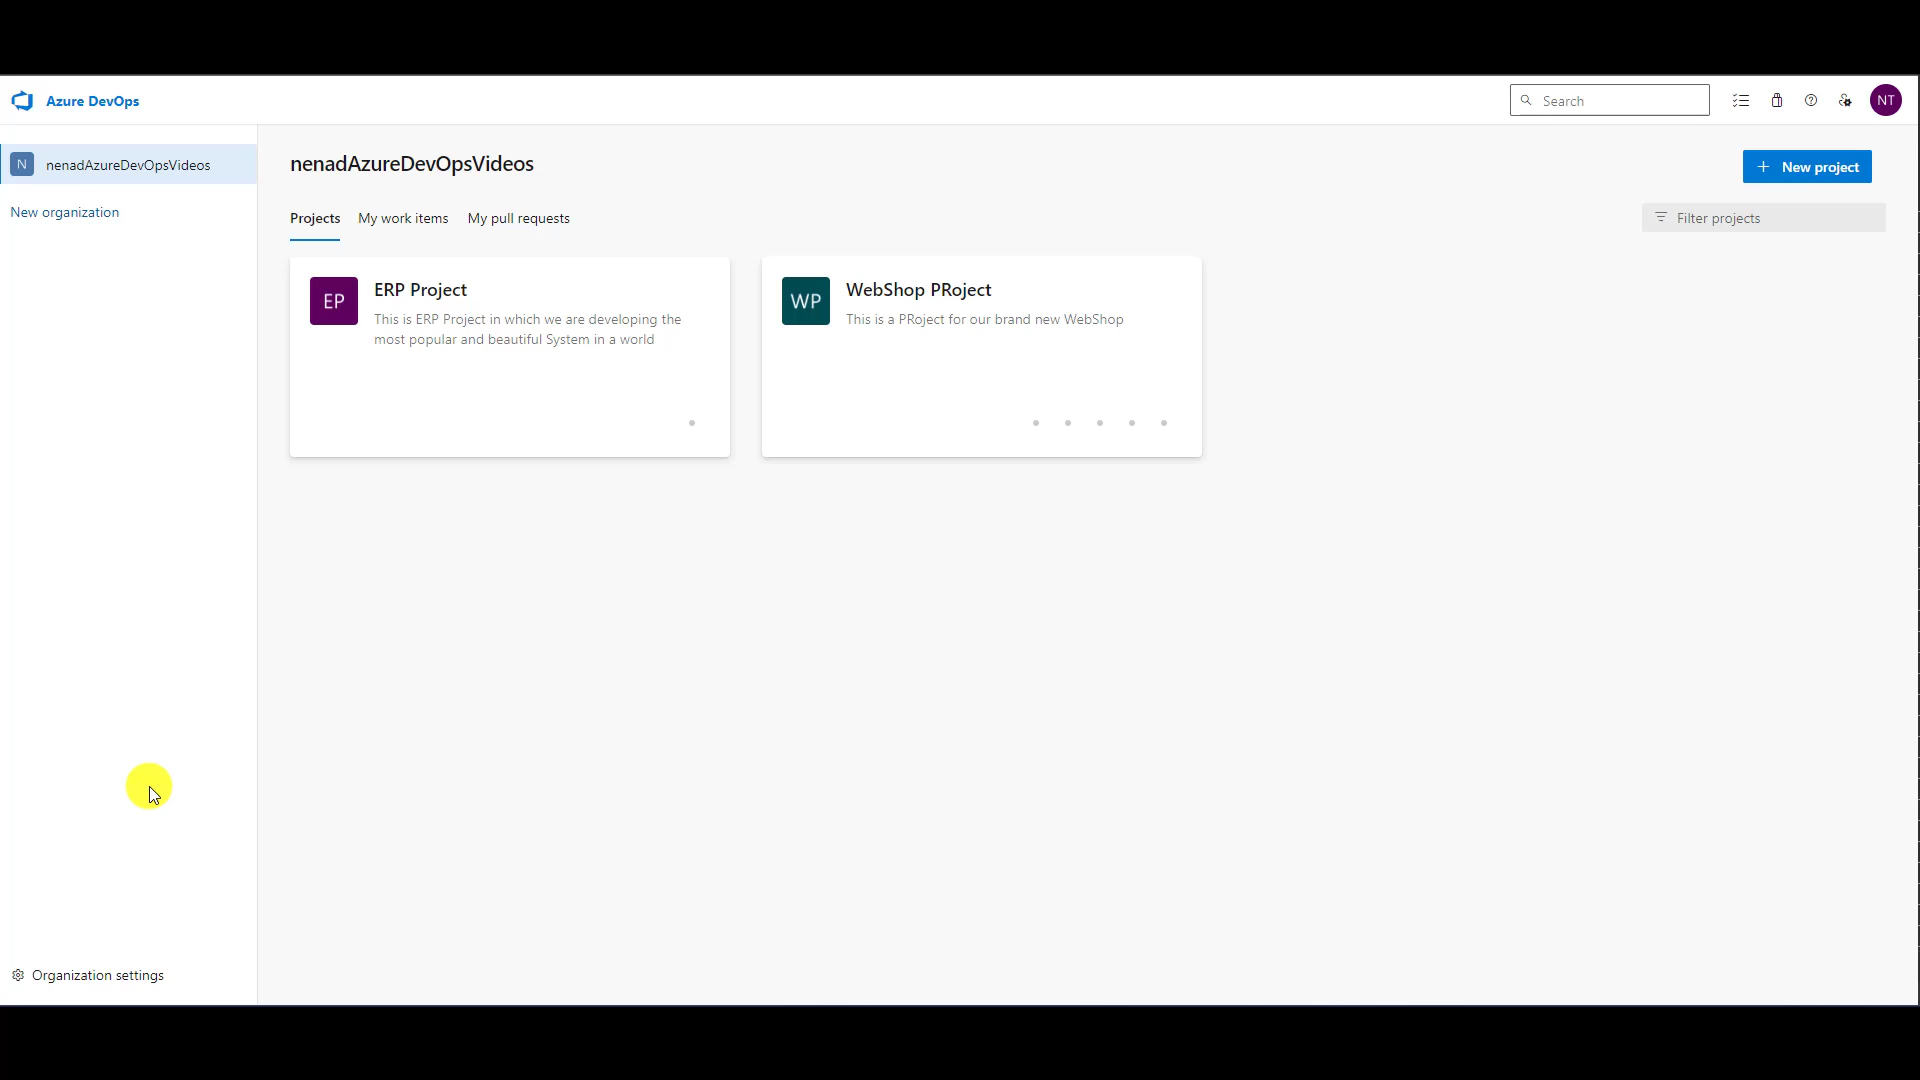 Azure DevOps
Search
NT
N nenadAzureDevOpsVideos
New organization
nenadAzureDevOpsVideos
New project
Projects My work items My pull requests
Filter projects
EP
ERP Project
This is ERP Project in which we are developing the
most popular and beautiful System in a world
WP
WebShop PRoject
This is a PRoject for our brand new WebShop
Organization settings